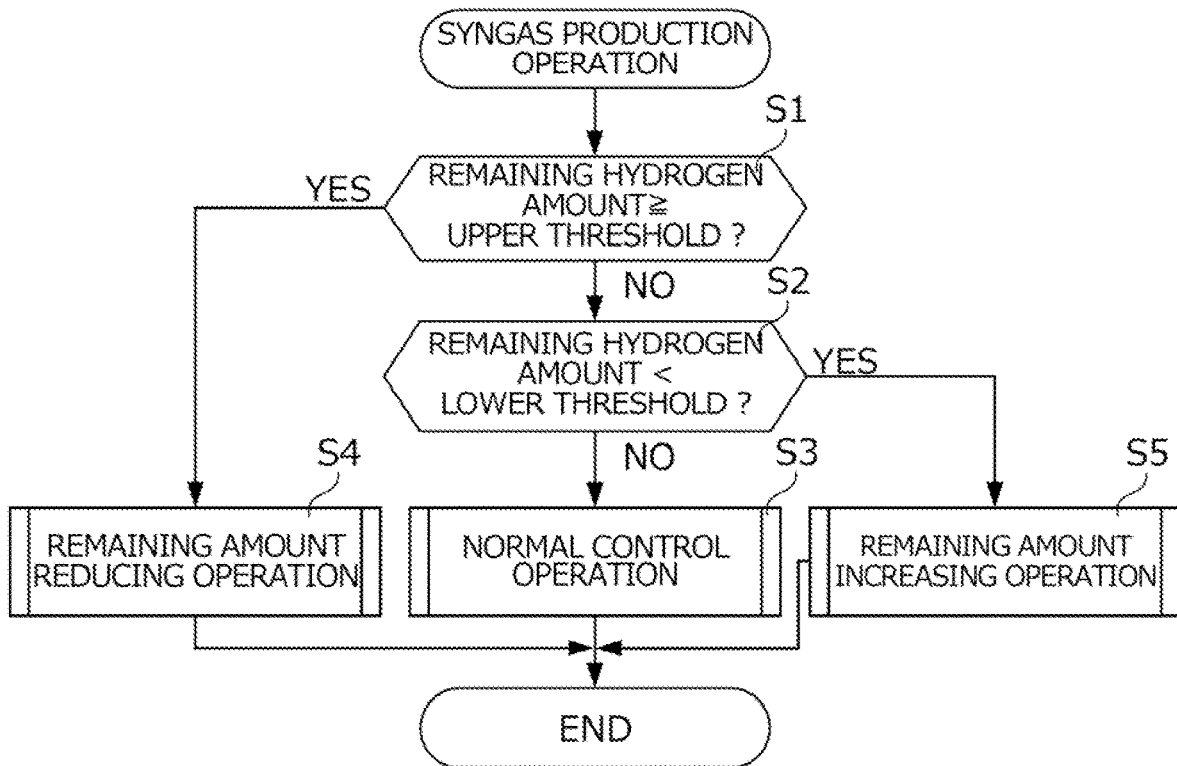 SYNGAS PRODUCTION
OPERATION
S1
REMAINING HYDROGEN
AMOUNT≧
UPPER THRESHOLD ?
YES
NO
S2
REMAINING HYDROGEN
AMOUNT <
LOWER THRESHOLD ?
YES
NO
S4
REMAINING AMOUNT
REDUCING OPERATION
S3
NORMAL CONTROL
OPERATION
S5
REMAINING AMOUNT
INCREASING OPERATION
END